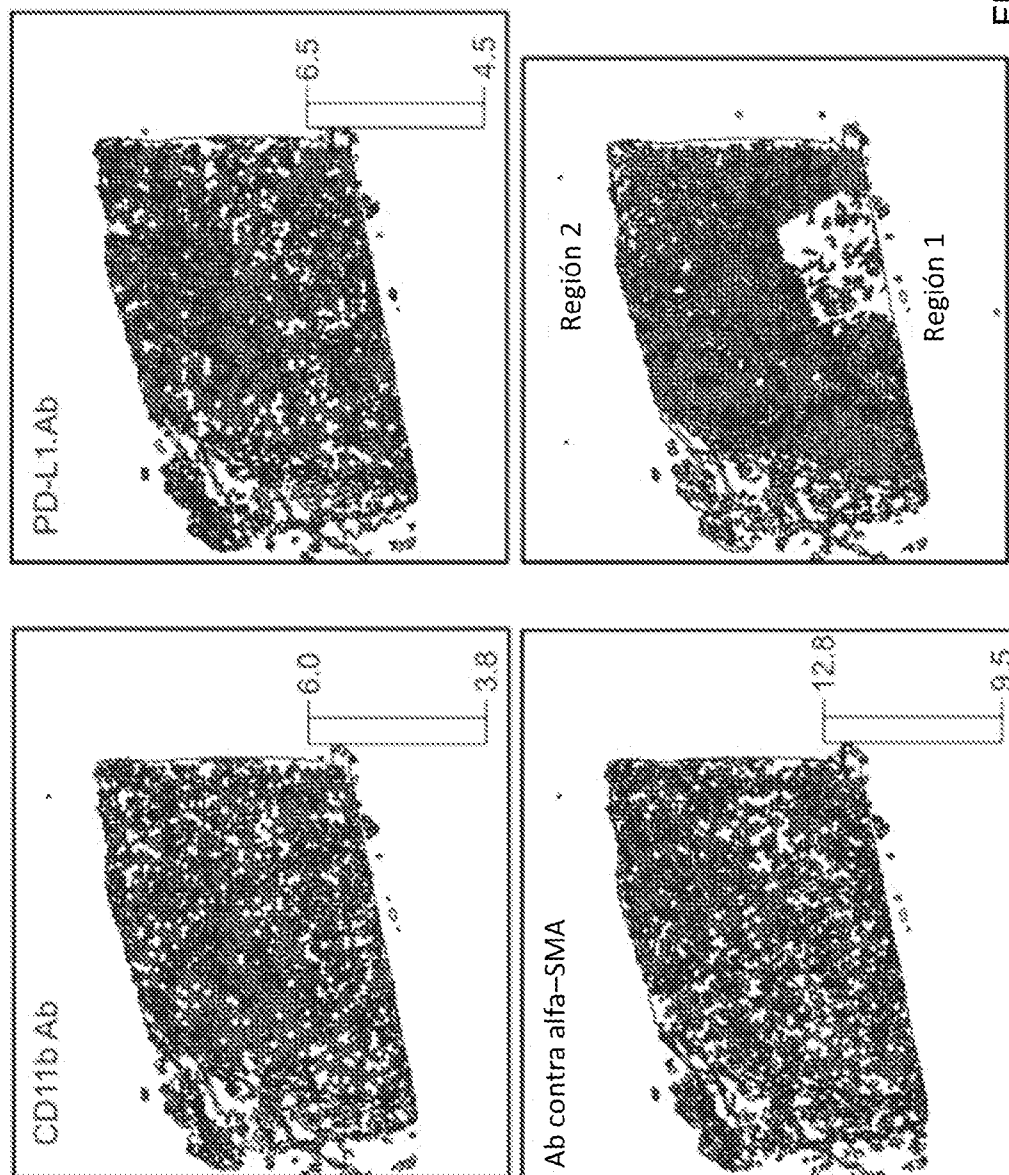 CD11b Ab
6.0
3.8
PD-L1.Ab
6.5
4.5
Ab contra alfa–SMA
12.8
9.5
Región 2
Región 1